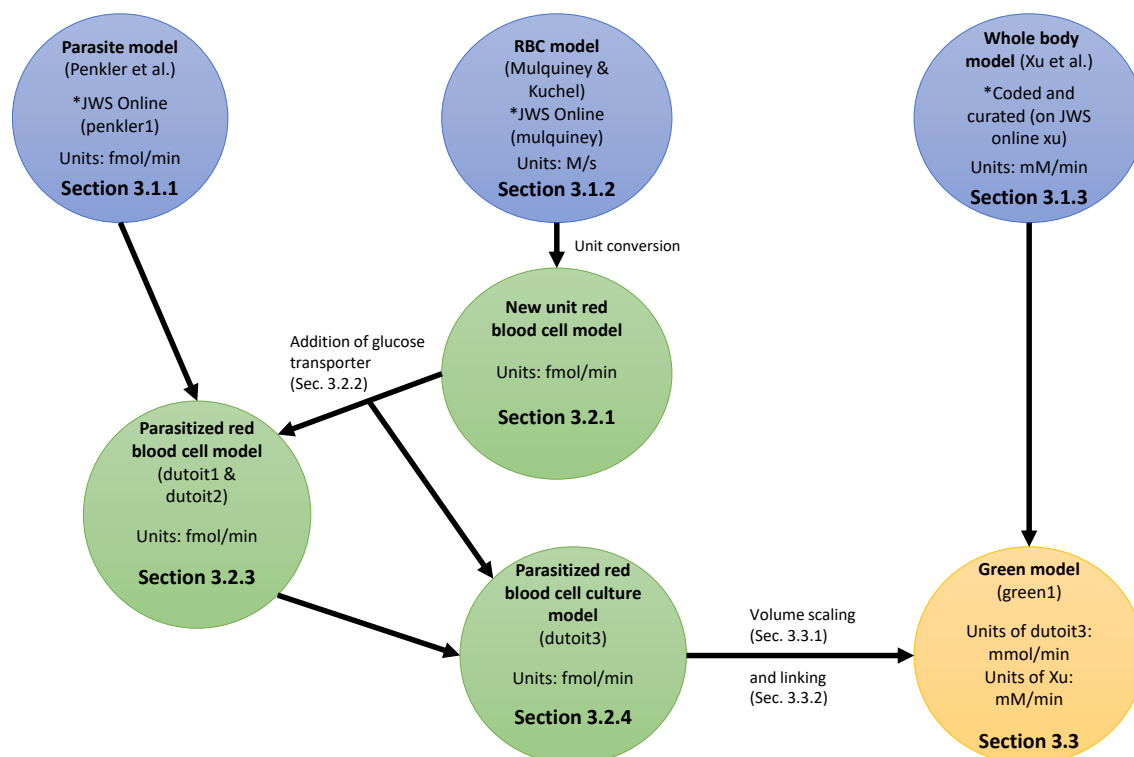 Parasite model
(Penkler et al.)
*JWS Online
(penkler1)
Units: fmol/min
Section 3.1.1
RBC model
(Mulquiney &
Kuchel)
*JWS Online
(mulquiney)
Units: M/s
Section 3.1.2
Whole body
model (Xu et al.)
*Coded and
curated (on JWS
online xu)
Units: mM/min
Section 3.1.3
Unit conversion
New unit red
blood cell model
Units: fmol/min
Section 3.2.1
Addition of glucose
transporter
(Sec. 3.2.2)
Parasitized red
blood cell model
(dutoit1 &
dutoit2)
Units: fmol/min
Section 3.2.3
Parasitized red
blood cell culture
model
(dutoit3)
Units: fmol/min
Section 3.2.4
Volume scaling
(Sec. 3.3.1)
and linking
(Sec. 3.3.2)
Green model
(green1)
Units of dutoit3:
mmol/min
Units of Xu:
mM/min
Section 3.3